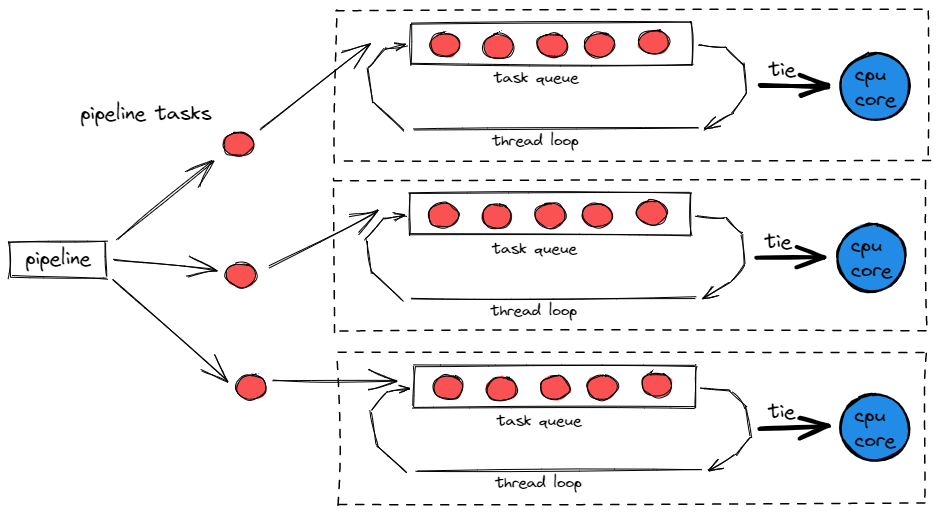 task queue
tie
cpu
core
pipeline tasks
thread loop
task queue
tie
cpu
core
pipeline
thread loop
task queue
tie
cpu
core
thread loop